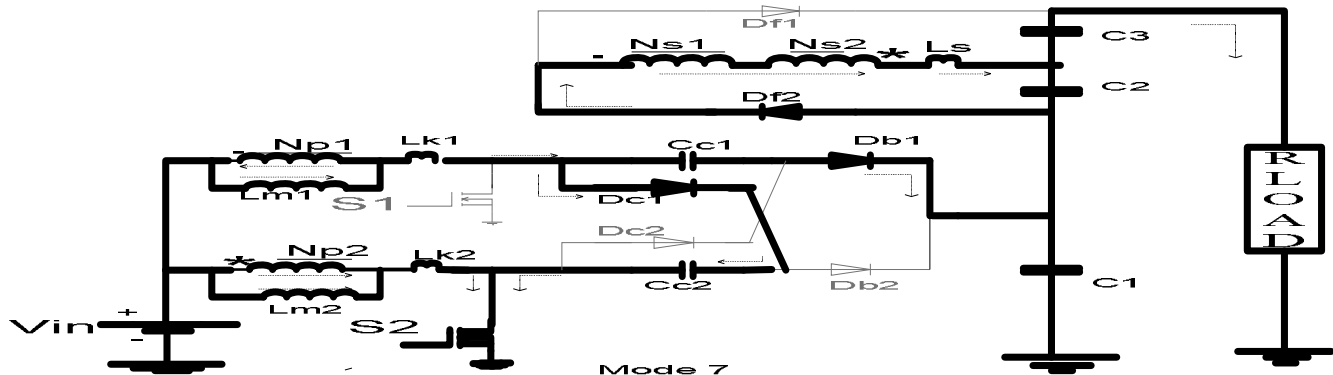 Df1
C3
Ns1 Ns2 * Ls
-
C2
Df2
Np1 Lk1 Cc1 Db1
-
Lm1 S1 Dc1
Dc2
Np2 Lk2
*
Cc2 Db2 C1
Lm2
+
Vin
-
S2
Mode 7
R
L
O
A
D